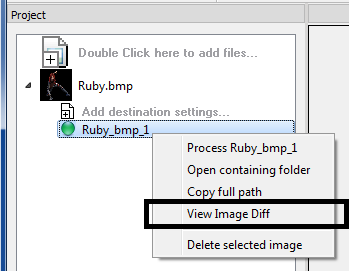 Project
Double Click here to add files...
Ruby.bmp
Add destination settings...
Ruby_bmp_1
Process Ruby_bmp_1
Open containing folder
Copy full path
View Image Diff
Delete selected image